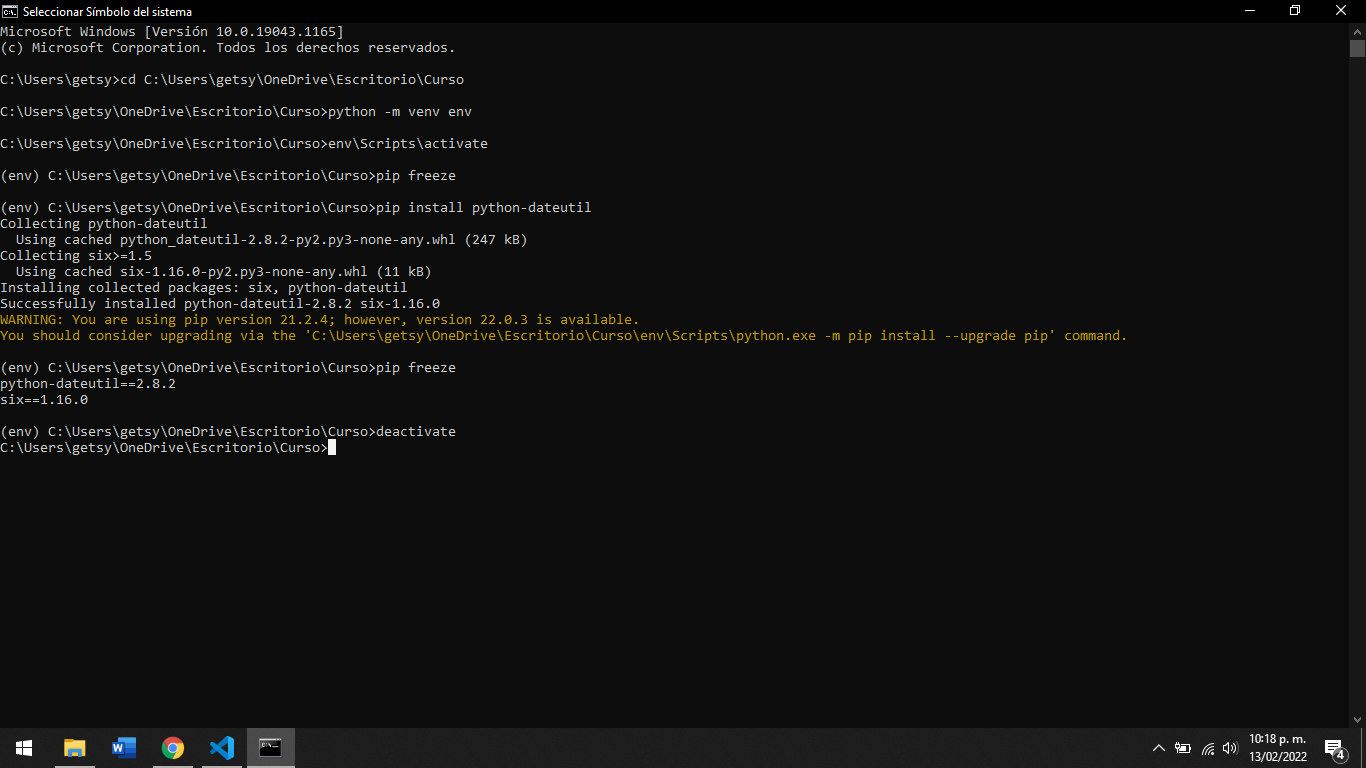 Seleccionar Símbolo del sistema
Microsoft Windows [Versión 10.0.19043.1165]
(c) Microsoft Corporation. Todos los derechos reservados.
C:\Users\getsy>cd C:\Users\getsy\OneDrive\Escritorio\Curso
C:\Users\getsy\OneDrive\Escritorio\Curso>python -m venv env
C:\Users\getsy\OneDrive\Escritorio\Curso>env\Scripts\activate
(env) C:\Users\getsy\OneDrive\Escritorio\Curso>pip freeze
(env) C:\Users\getsy\OneDrive\Escritorio\Curso>pip install python-dateutil
Collecting python-dateutil
  Using cached python_dateutil-2.8.2-py2.py3-none-any.whl (247 kB)
Collecting six>=1.5
  Using cached six-1.16.0-py2.py3-none-any.whl (11 kB)
Installing collected packages: six, python-dateutil
Successfully installed python-dateutil-2.8.2 six-1.16.0
WARNING: You are using pip version 21.2.4; however, version 22.0.3 is available.
You should consider upgrading via the 'C:\Users\getsy\OneDrive\Escritorio\Curso\env\Scripts\python.exe -m pip install --upgrade pip' command.
(env) C:\Users\getsy\OneDrive\Escritorio\Curso>pip freeze
python-dateutil==2.8.2
six==1.16.0
(env) C:\Users\getsy\OneDrive\Escritorio\Curso>deactivate
C:\Users\getsy\OneDrive\Escritorio\Curso>
10:18 p. m.
13/02/2022
4